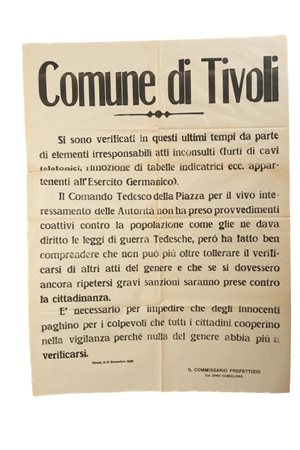 Comune di Tivoli
Si sono verificati in questi ultimi tempi da parte
di elementi irresponsabili atti inconsulti (furti di cavi
telefonici, rimozione di tabelle indicatrici ecc. appar-
tenenti all'Esercito Germanico).
Il Comando Tedesco della Piazza per il vivo inte-
ressamento delle Autorità non ha preso provvedimenti
coattivi contro la popolazione come glie ne dava
diritto le leggi di guerra Tedesche, però ha fatto ben
comprendere che non può più oltre tollerare il verifi-
carsi di altri atti del genere e che se si dovessero
ancora ripetersi gravi sanzioni saranno prese contro
la cittadinanza.
E' necessario per impedire che degli innocenti
paghino per i colpevoli che tutti i cittadini cooperino
nella vigilanza perchè nulla del genere abbia più a
verificarsi.
Tivoli, li
IL COMMISSARIO PREFETTIZIO